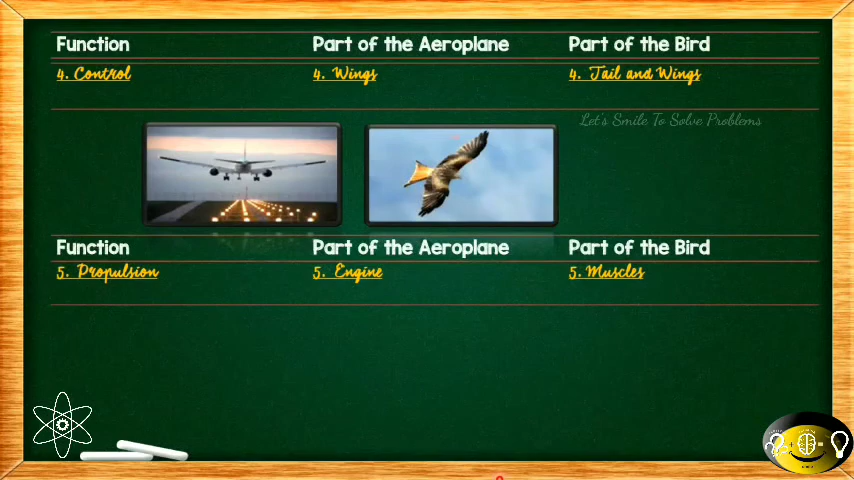 Function Part of the Aeroplane Part of the Bird
4. Control 4. Wings 4. Tail and Wings
Let's Smile To Solve Problems
Function Part of the Aeroplane Part of the Bird
5. Propulsion 5. Engine 5. Muscles